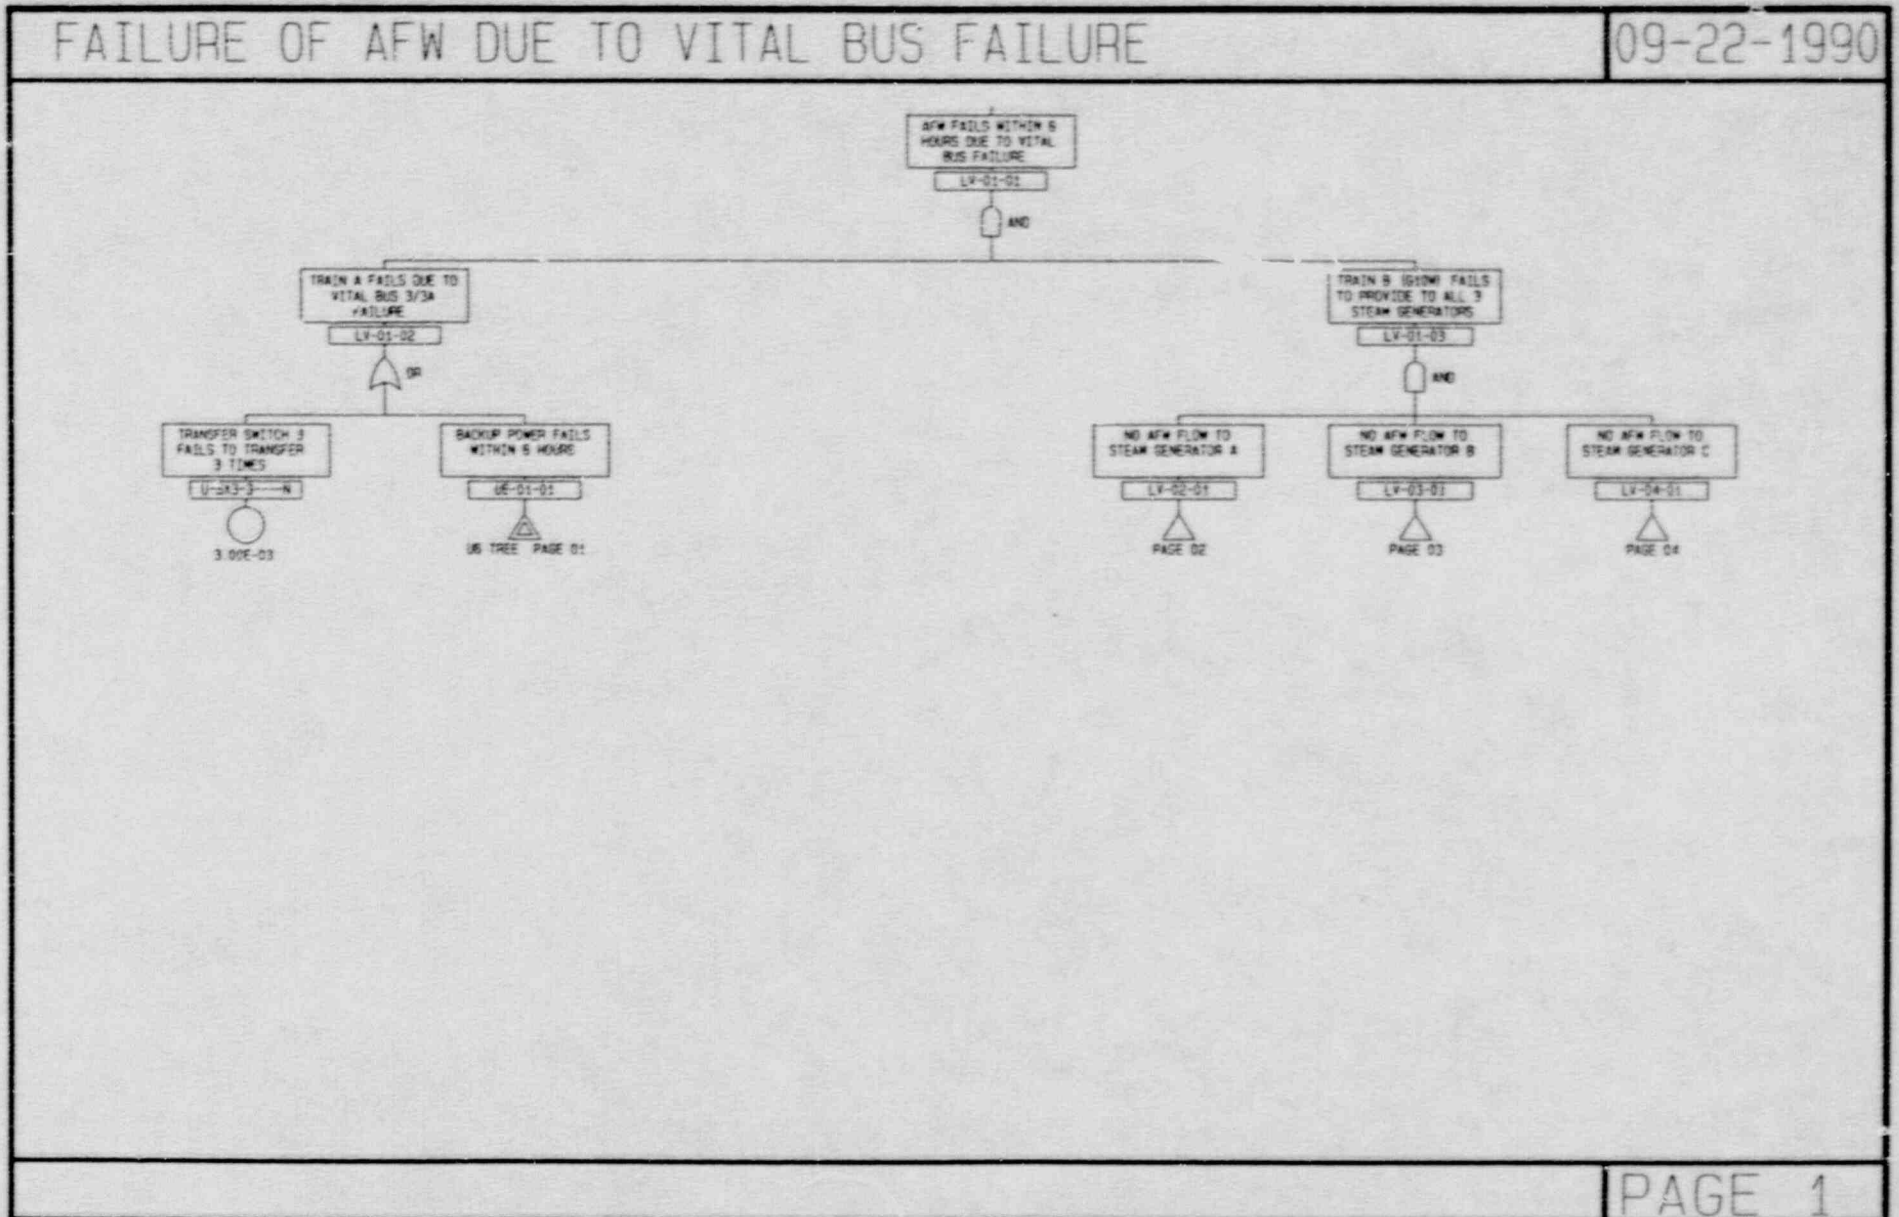 FAILURE OF AFW DUE TO VITAL BUS FAILURE
09-22-1990
AFW FAILS WITHIN 6
HOURS DUE TO VITAL
BUS FAILURE
LV-01-01
AND
TRAIN A FAILS DUE TO
VITAL BUS 3/3A
FAILURE
LV-01-02
OR
TRAIN B (G10W) FAILS
TO PROVIDE TO ALL 3
STEAM GENERATORS
LV-01-03
AND
TRANSFER SWITCH 3
FAILS TO TRANSFER
3 TIMES
3.00E-03
BACKUP POWER FAILS
WITHIN 6 HOURS
TREE PAGE 01
NO AFW FLOW TO
STEAM GENERATOR A
LV-02-01
PAGE 02
NO AFW FLOW TO
STEAM GENERATOR B
LV-03-01
PAGE 03
NO AFW FLOW TO
STEAM GENERATOR C
LV-04-01
PAGE 04
PAGE 1